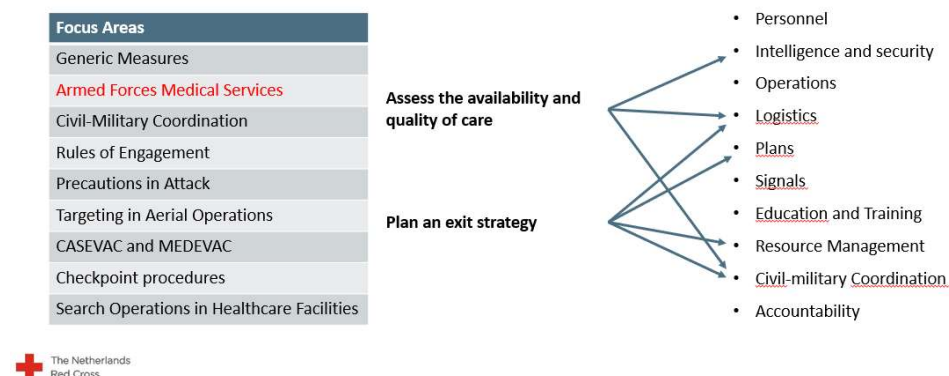 Focus Areas
Generic Measures
Armed Forces Medical Services
Civil-Military Coordination
Rules of Engagement
Precautions in Attack
Targeting in Aerial Operations
CASEVAC and MEDEVAC
Checkpoint procedures
Search Operations in Healthcare Facilities
Assess the availability and
quality of care
Plan an exit strategy
• Personnel
• Intelligence and security
• Operations
• Logistics
• Plans
• Signals
• Education and Training
• Resource Management
• Civil-military Coordination
• Accountability
The Netherlands
Red Cross